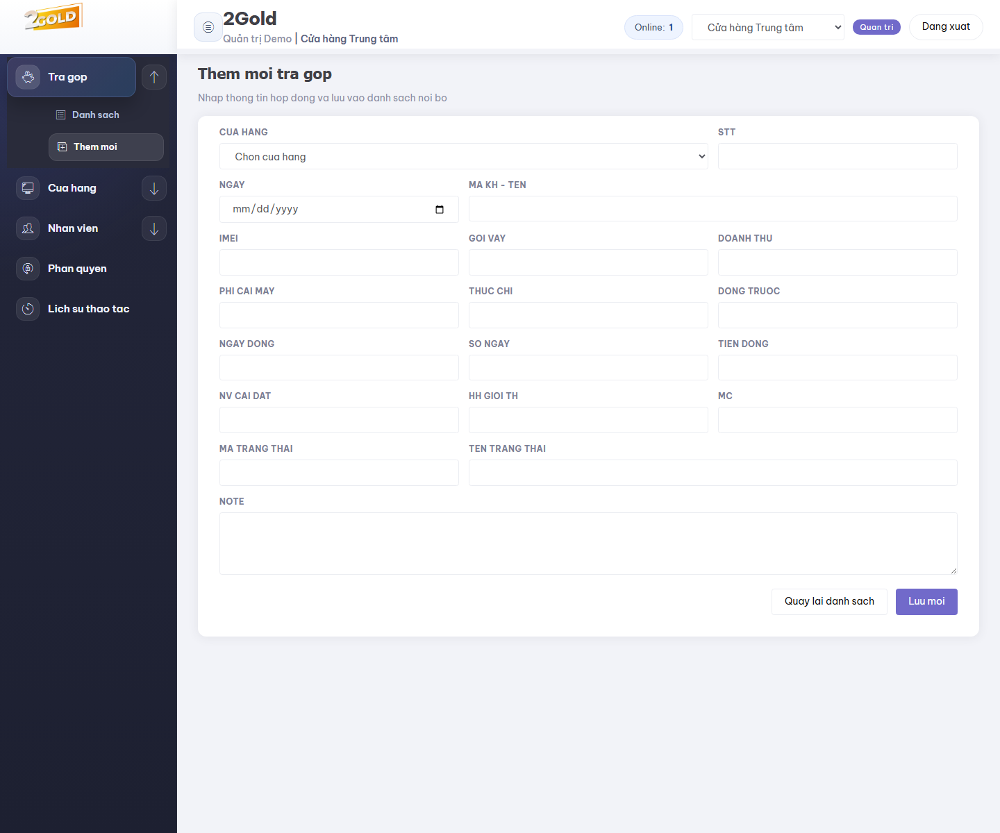 2GOLD
2Gold
Quản trị Demo | Cửa hàng Trung tâm
Online: 1
Cửa hàng Trung tâm
Quan tri
Dang xuat
Tra gop
Danh sach
Them moi
Cua hang
Nhan vien
Phan quyen
Lich su thao tac
Them moi tra gop
Nhap thong tin hop dong va luu vao danh sach noi bo
CUA HANG
STT
Chon cua hang
NGAY
MA KH - TEN
mm/dd/yyyy
IMEI
GOI VAY
DOANH THU
PHI CAI MAY
THUC CHI
DONG TRUOC
NGAY DONG
SO NGAY
TIEN DONG
NV CAI DAT
HH GIOI TH
MC
MA TRANG THAI
TEN TRANG THAI
NOTE
Quay lai danh sach
Luu moi